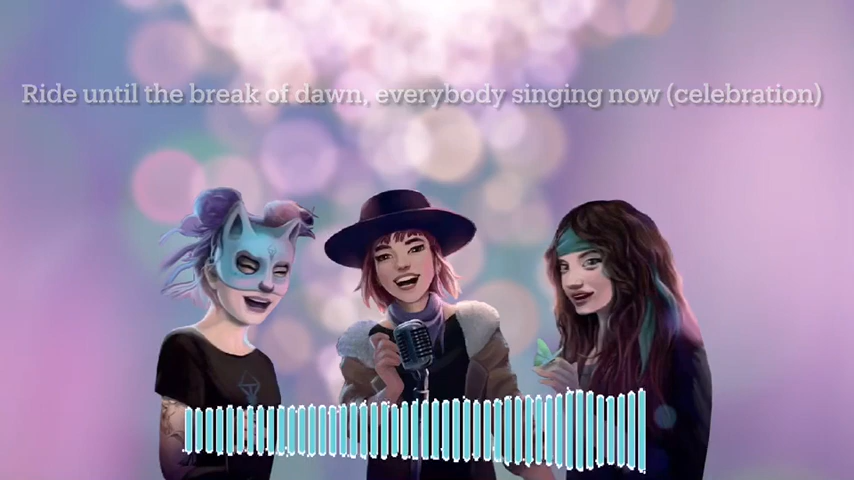 Ride until the break of dawn, everybody singing now (celebration)